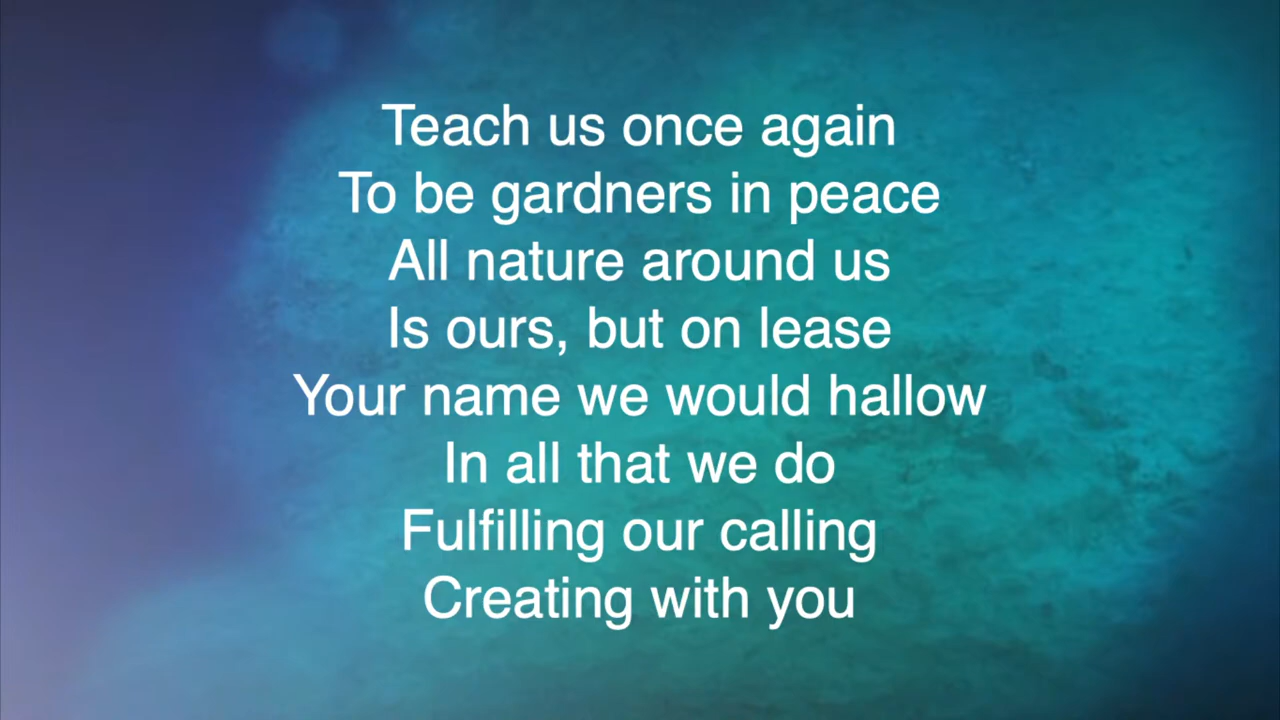 Teach us once again
To be gardners in peace
All nature around us
Is ours, but on lease
Your name we would hallow
In all that we do
Fulfilling our calling
Creating with you